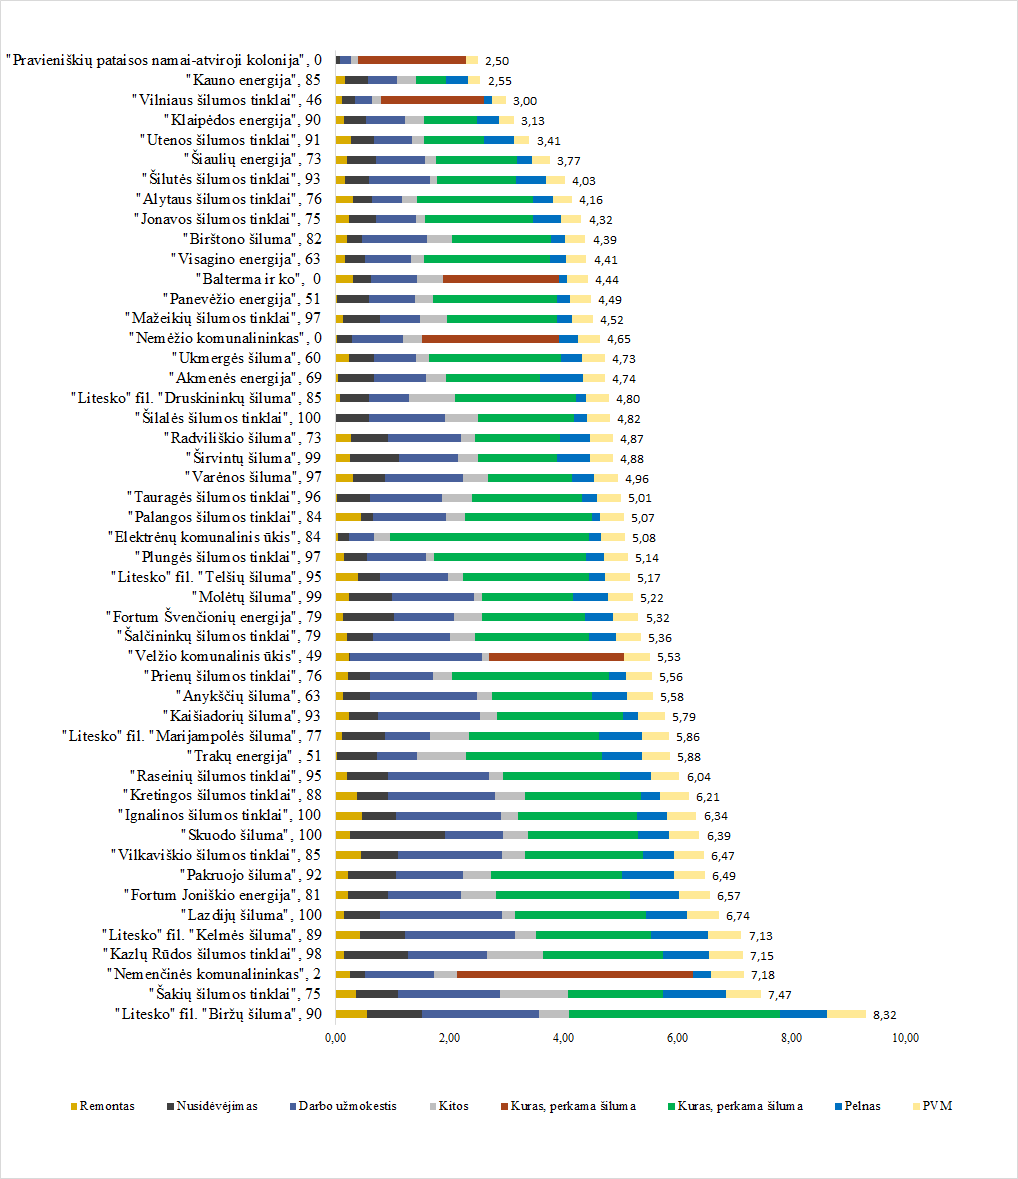 "Pravieniškių pataisos namai-atviroji kolonija", 0 2,50
"Kauno energija", 85 2,55
"Vilniaus šilumos tinklai", 46 3,00
"Klaipėdos energija", 90 3,13
"Utenos šilumos tinklai", 91 3,41
"Šiaulių energija", 73 3,77
"Šilutės šilumos tinklai", 93 4,03
"Alytaus šilumos tinklai", 76 4,16
"Jonavos šilumos tinklai", 75 4,32
"Birštono šiluma", 82 4,39
"Visagino energija", 63 4,41
"Balterma ir ko", 0 4,44
"Panevėžio energija", 51 4,49
"Mažeikių šilumos tinklai", 97 4,52
"Nemėžio komunalininkas", 0 4,65
"Ukmergės šiluma", 60 4,73
"Akmenės energija", 69 4,74
"Litesko" fil. "Druskininkų šiluma", 85 4,80
"Šilalės šilumos tinklai", 100 4,82
"Radviliškio šiluma", 73 4,87
"Širvintų šiluma", 99 4,88
"Varėnos šiluma", 97 4,96
"Tauragės šilumos tinklai", 96 5,01
"Palangos šilumos tinklai", 84 5,07
"Elektrėnų komunalinis ūkis", 84 5,08
"Plungės šilumos tinklai", 97 5,14
"Litesko" fil. "Telšių šiluma", 95 5,17
"Molėtų šiluma", 99 5,22
"Fortum Švenčionių energija", 79 5,32
"Šalčininkų šilumos tinklai", 79 5,36
"Velžio komunalinis ūkis", 49 5,53
"Prienų šilumos tinklai", 76 5,56
"Anykščių šiluma", 63 5,58
"Kaišiadorių šiluma", 93 5,79
"Litesko" fil. "Marijampolės šiluma", 77 5,86
"Trakų energija" , 51 5,88
"Raseinių šilumos tinklai", 95 6,04
"Kretingos šilumos tinklai", 88 6,21
"Ignalinos šilumos tinklai", 100 6,34
"Skuodo šiluma", 100 6,39
"Vilkaviškio šilumos tinklai", 85 6,47
"Pakruojo šiluma", 92 6,49
"Fortum Joniškio energija", 81 6,57
"Lazdijų šiluma", 100 6,74
"Litesko" fil. "Kelmės šiluma", 89 7,13
"Kazlų Rūdos šilumos tinklai", 98 7,15
"Nemenčinės komunalininkas", 2 7,18
"Šakių šilumos tinklai", 75 7,47
"Litesko" fil. "Biržų šiluma", 90 8,32
0,00 2,00 4,00 6,00 8,00 10,00
Remontas Nusidėvėjimas Darbo užmokestis Kitos Kuras, perkama šiluma Kuras, perkama šiluma Pelnas PVM